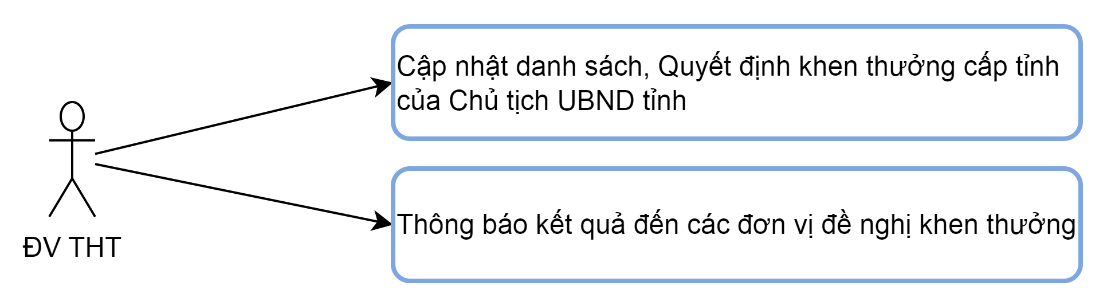 Cập nhật danh sách, Quyết định khen thưởng cấp tỉnh
của Chủ tịch UBND tỉnh
Thông báo kết quả đến các đơn vị đề nghị khen thưởng
ĐV THT